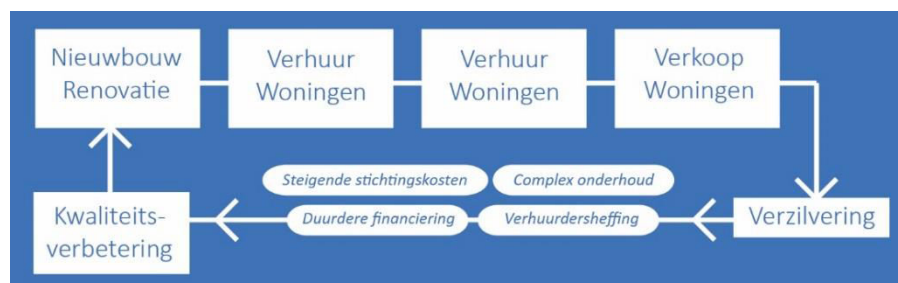 Nieuwbouw
Renovatie
Verhuur
Woningen
Verhuur
Woningen
Verkoop
Woningen
Steigende stichtingskosten
Complex onderhoud
Kwaliteits-
verbetering
Duurdere financiering
Verhuurdersheffing
Verzilvering